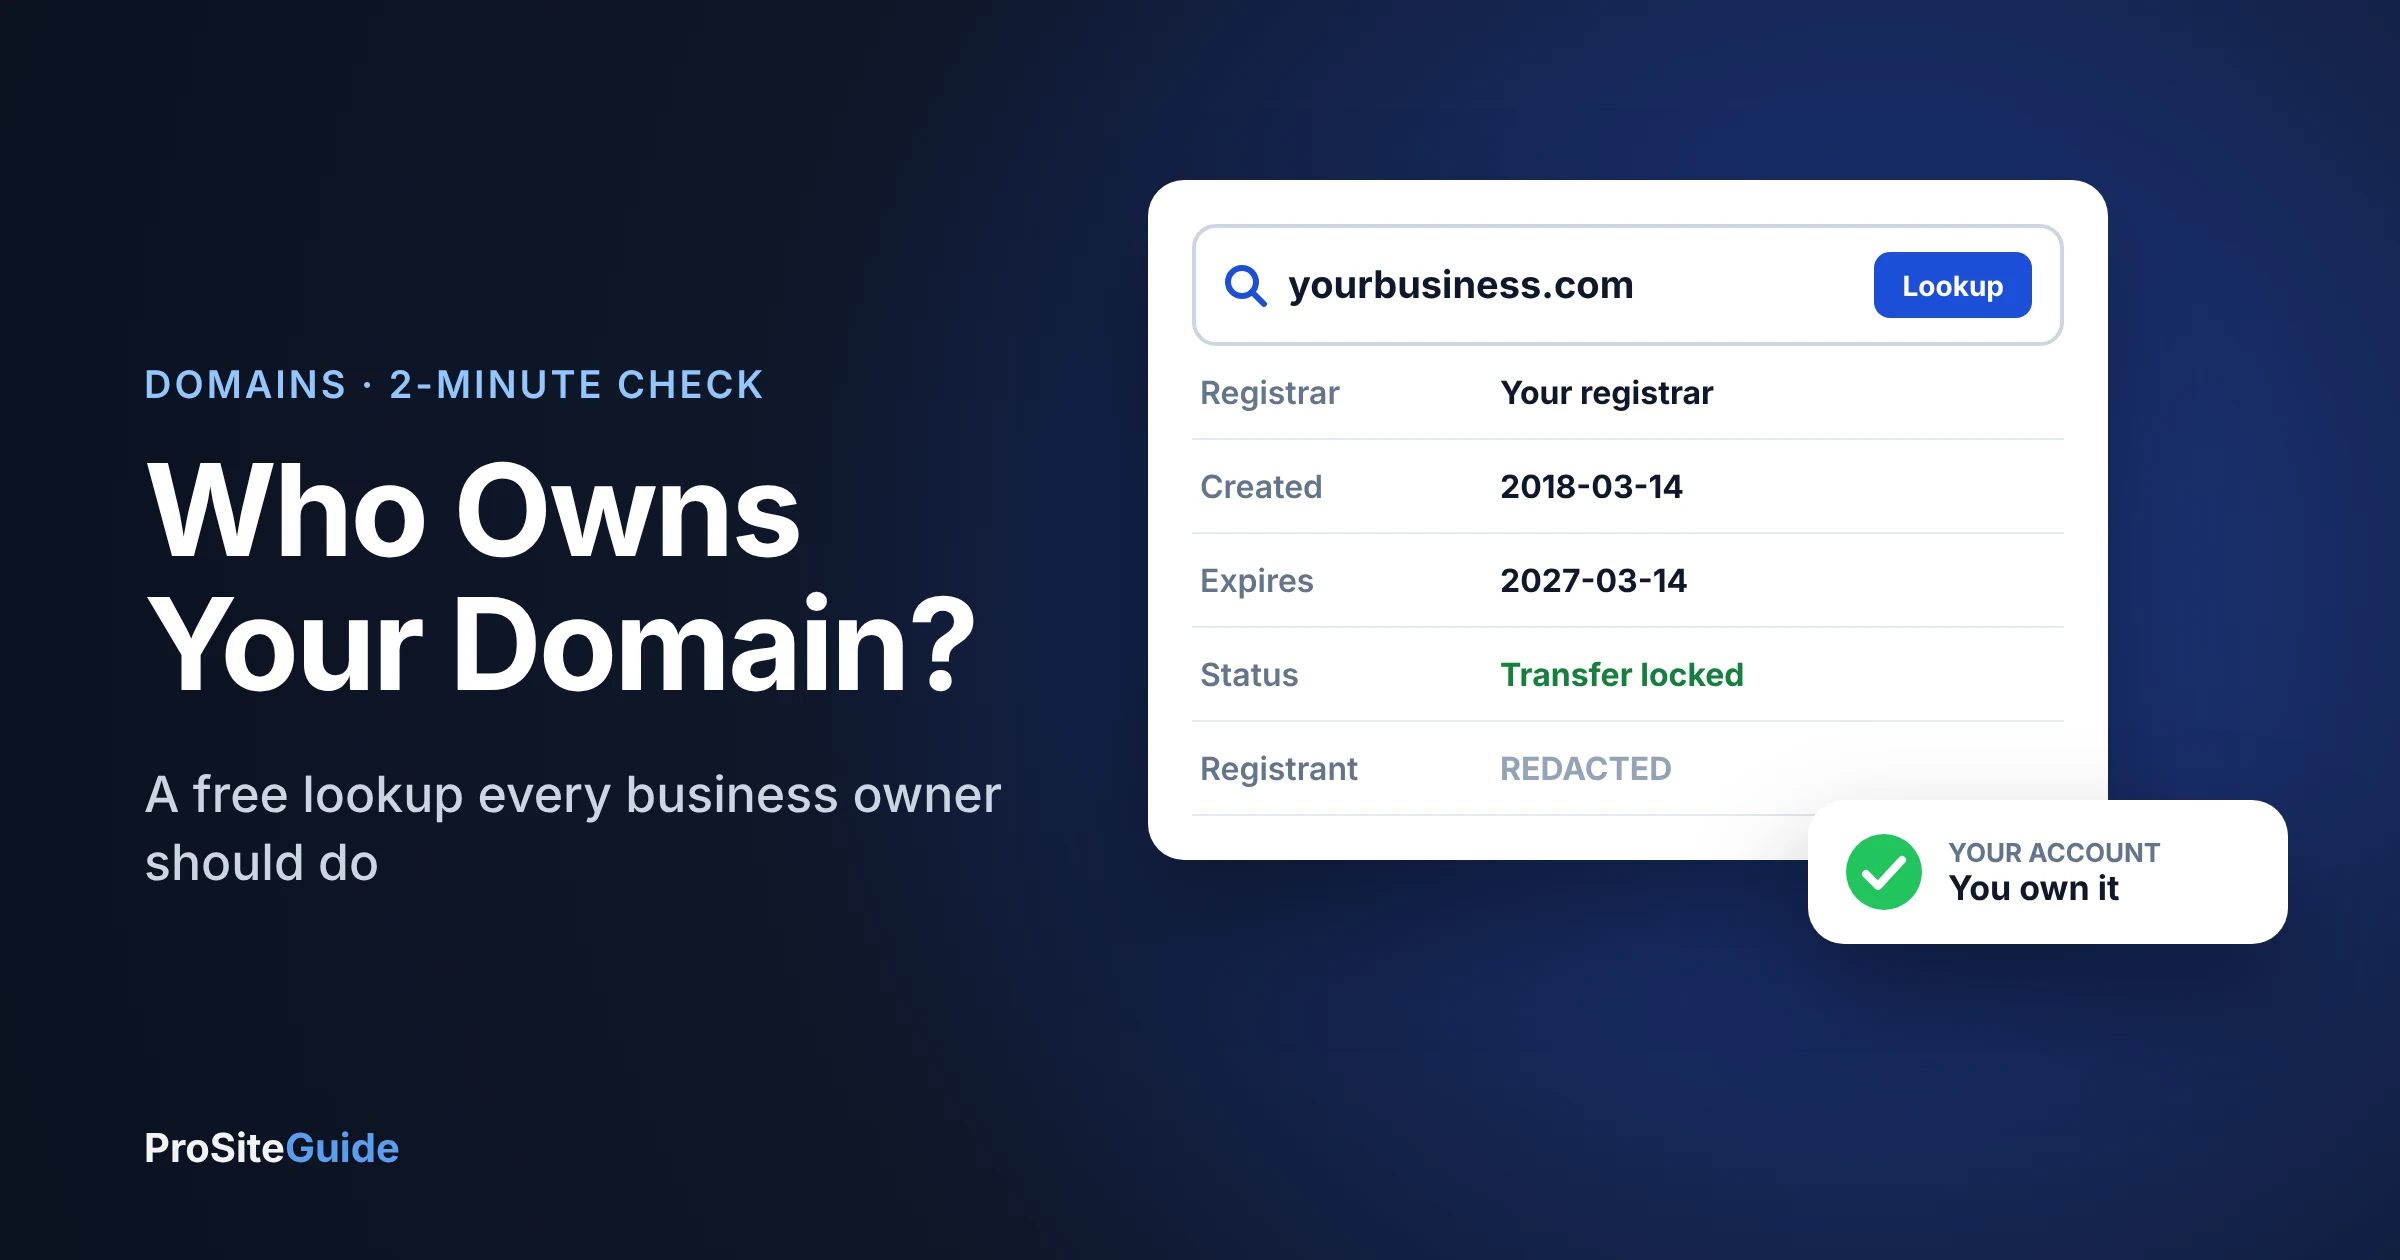 DOMAINS · 2-MINUTE CHECK
Who Owns
Your Domain?
A free lookup every business owner
should do
ProSiteGuide
yourbusiness.com
Lookup
Registrar Your registrar
Created 2018-03-14
Expires 2027-03-14
Status Transfer locked
Registrant REDACTED
YOUR ACCOUNT
You own it